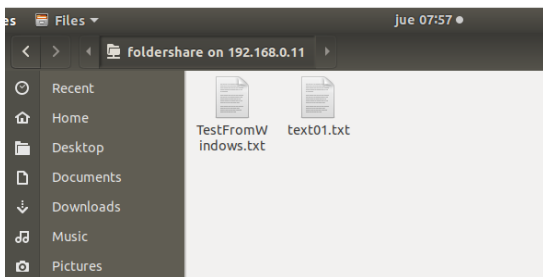 es Files jue 07:57
foldershare on 192.168.0.11
Recent
Home
Desktop
Documents
Downloads
Music
Pictures
TestFromW
indows.txt
text01.txt